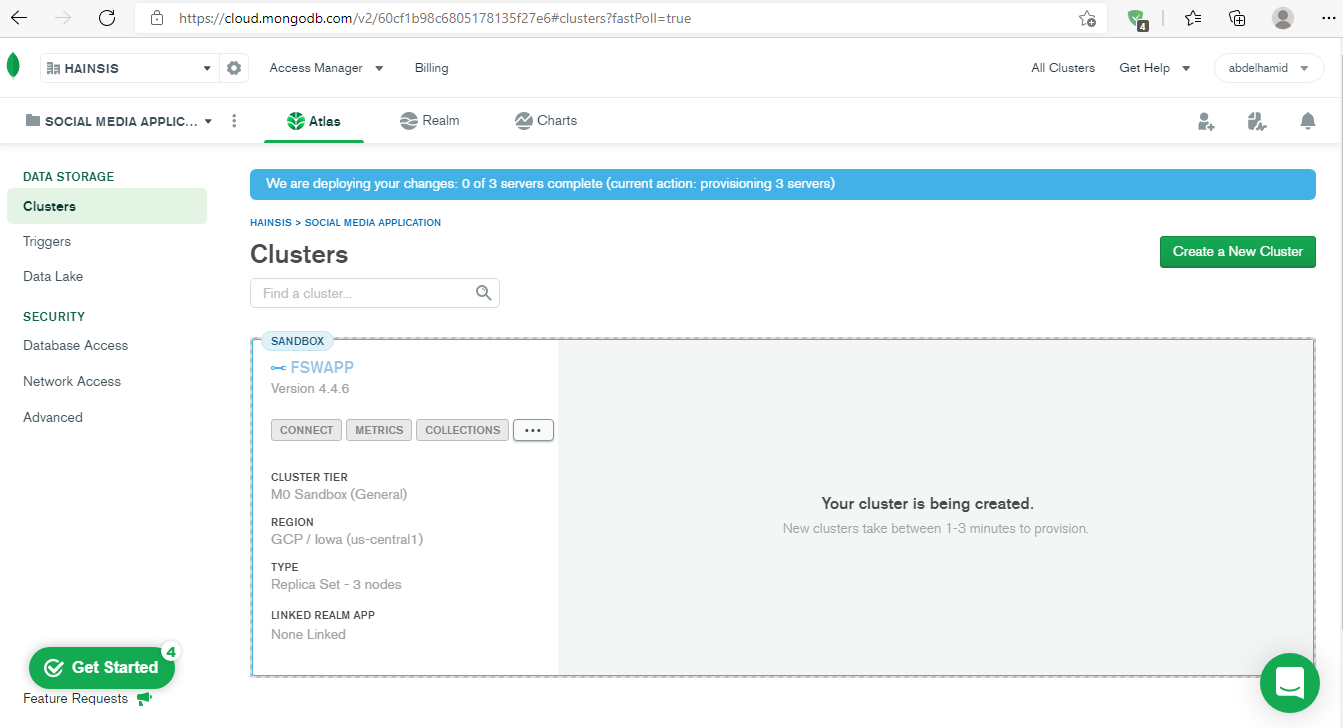 https://cloud.mongodb.com/v2/60cf1b98c6805178135f27e6#clusters?fastPoll=true
4
HAINSIS
Access Manager
Billing
All Clusters
Get Help
abdelhamid
SOCIAL MEDIA APPLIC...
Atlas
Realm
Charts
DATA STORAGE
Clusters
Triggers
Data Lake
SECURITY
Database Access
Network Access
Advanced
We are deploying your changes: 0 of 3 servers complete (current action: provisioning 3 servers)
HAINSIS > SOCIAL MEDIA APPLICATION
Clusters
Create a New Cluster
Find a cluster...
SANDBOX
FSWAPP
Version 4.4.6
CONNECT
METRICS
COLLECTIONS
...
CLUSTER TIER
M0 Sandbox (General)
REGION
GCP / Iowa (us-central1)
TYPE
Replica Set - 3 nodes
LINKED REALM APP
None Linked
Your cluster is being created.
New clusters take between 1-3 minutes to provision.
Get Started
4
Feature Requests